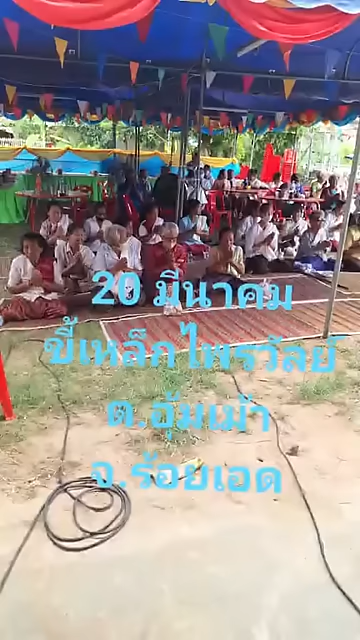 20 มีนาคม
ขี้เหล็กไพรวัลย์
ต.อุ่มเม้า
จ.ร้อยเอด